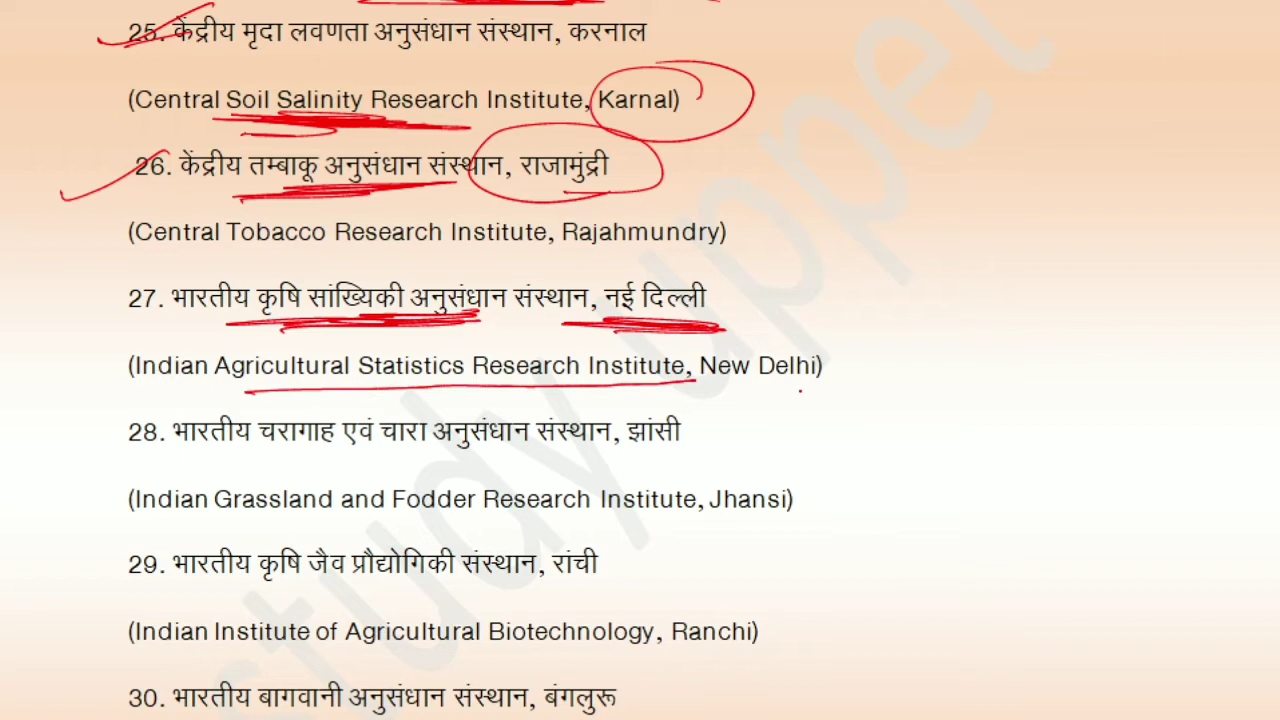 25. केंद्रीय मृदा लवणता अनुसंधान संस्थान, करनाल
(Central Soil Salinity Research Institute, Karnal)
26. केंद्रीय तम्बाकू अनुसंधान संस्थान, राजामुंद्री
(Central Tobacco Research Institute, Rajahmundry)
27. भारतीय कृषि सांख्यिकी अनुसंधान संस्थान, नई दिल्ली
(Indian Agricultural Statistics Research Institute, New Delhi)
28. भारतीय चरागाह एवं चारा अनुसंधान संस्थान, झांसी
(Indian Grassland and Fodder Research Institute, Jhansi)
29. भारतीय कृषि जैव प्रौद्योगिकी संस्थान, रांची
(Indian Institute of Agricultural Biotechnology, Ranchi)
30. भारतीय बागवानी अनुसंधान संस्थान, बंगलुरू
study uppet